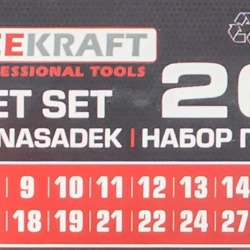 EKRAFT
FESSIONAL TOOLS
ET SET 2
NASADEK | НАБОР
9 10 11 12 13 14
18 19 21 22 24 27